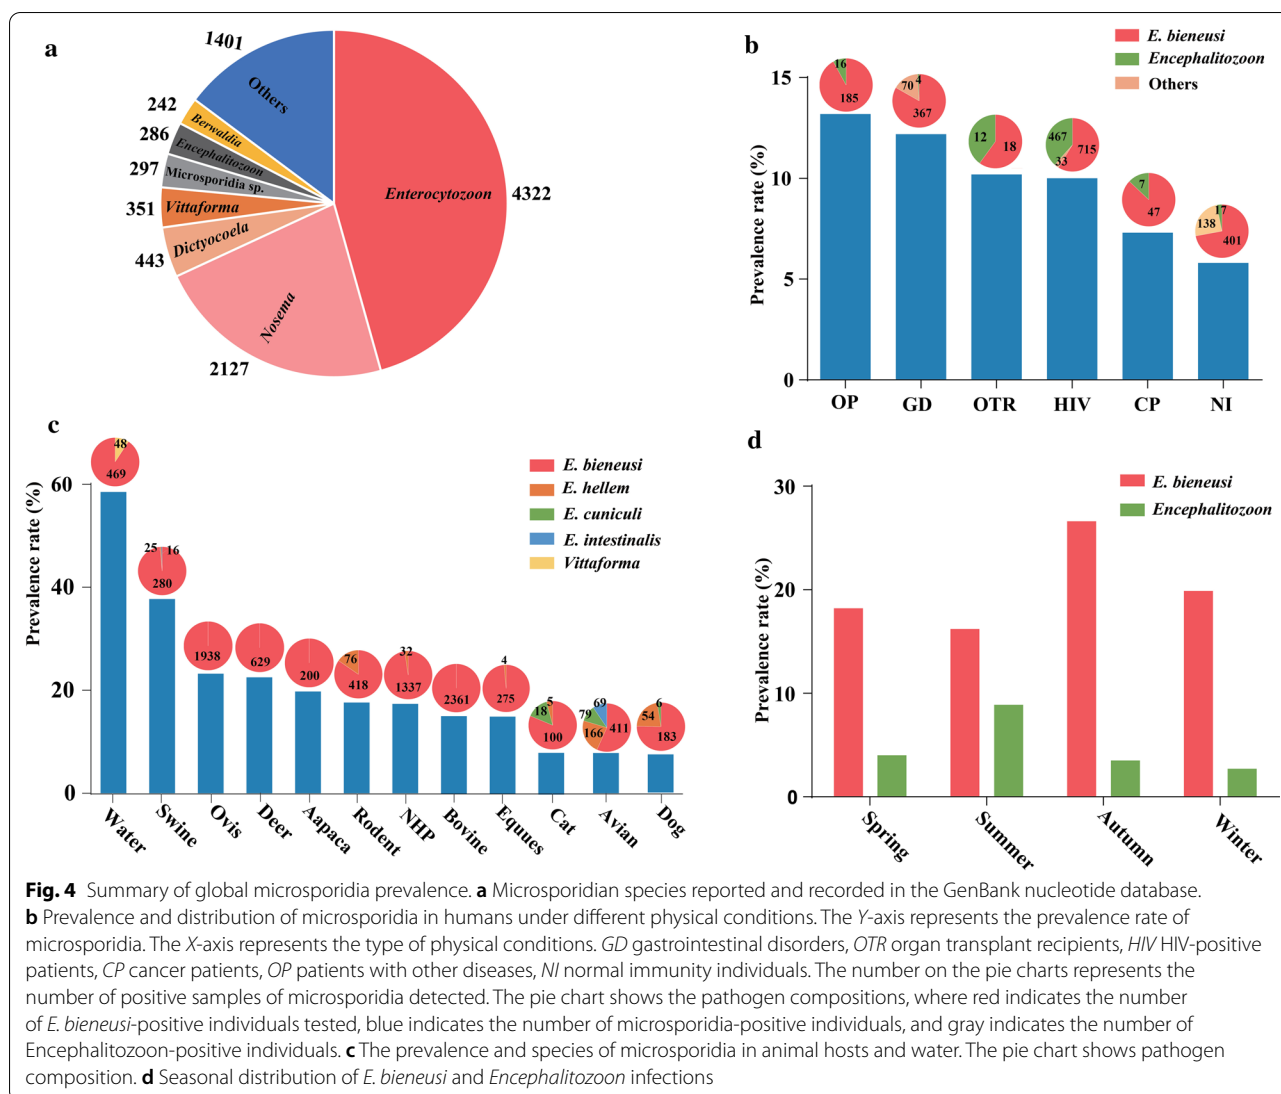 a
1401
242
286
297
351
443
2127
4322
Others
Berwaldia
Encephalitozoon
Microsporidia sp.
Vittaforma
Dictyocoela
Nosema
Enterocytozoon
b
E. bieneusi
Encephalitozoon
Others
Prevalence rate (%)
15
10
5
0
16
185
70
4
367
12
18
467
715
33
7
47
17
138
401
OP
GD
OTR
HIV
CP
NI
c
E. bieneusi
E. hellem
E. cuniculi
E. intestinalis
Vittaforma
Prevalence rate (%)
60
40
20
0
48
469
25
16
280
1938
629
200
76
418
32
1337
2361
4
275
5
18
100
69
79
166
411
6
54
183
Water
Swine
Ovis
Deer
Aapaca
Rodent
NHP
Bovine
Equues
Cat
Avian
Dog
d
E. bieneusi
Encephalitozoon
Prevalence rate (%)
30
20
10
0
Spring
Summer
Autumn
Winter
Fig. 4 Summary of global microsporidia prevalence. a Microsporidian species reported and recorded in the GenBank nucleotide database.
b Prevalence and distribution of microsporidia in humans under different physical conditions. The Y-axis represents the prevalence rate of
microsporidia. The X-axis represents the type of physical conditions. GD gastrointestinal disorders, OTR organ transplant recipients, HIV HIV-positive
patients, CP cancer patients, OP patients with other diseases, NI normal immunity individuals. The number on the pie charts represents the
number of positive samples of microsporidia detected. The pie chart shows the pathogen compositions, where red indicates the number
of E. bieneusi-positive individuals tested, blue indicates the number of microsporidia-positive individuals, and gray indicates the number of
Encephalitozoon-positive individuals. c The prevalence and species of microsporidia in animal hosts and water. The pie chart shows pathogen
composition. d Seasonal distribution of E. bieneusi and Encephalitozoon infections